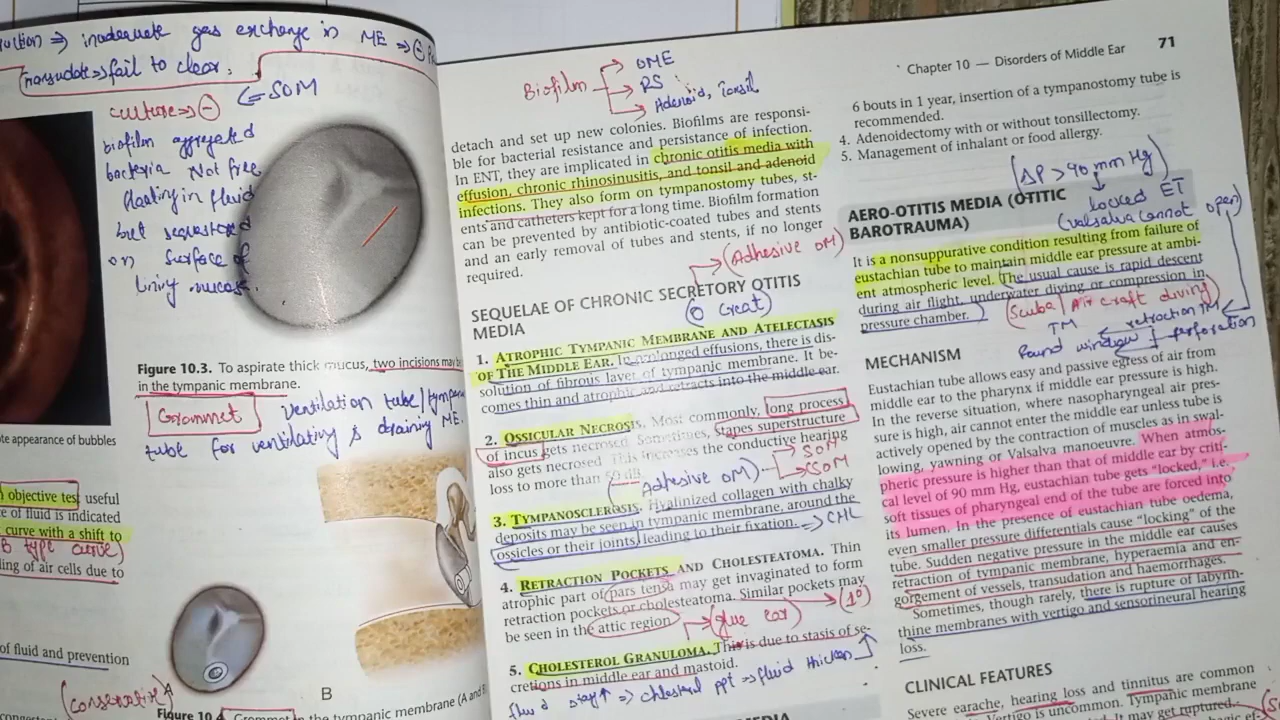 inadequate gas exchange in ME ⇒ ⊖
transudate ⇒ fail to clear.
culture ⇒ ⊖
⇐ SOM
biofilm aggregated
bacteria Not free
floating in fluid
but sequestered
on surface of
lining mucosa.
Figure 10.3. To aspirate thick mucus, two incisions may be
in the tympanic membrane.
Grommet
ventilation tube/tympa
tube for ventilating & draining ME.
te appearance of bubbles
objective test useful
e of fluid is indicated
curve with a shift to
B type curve)
ling of air cells due to
of fluid and prevention
(conservative)
A
B
Figure 10.4 Grommet in the tympanic membrane (A and B
Biofilm
OME
RS
Adenoid, Tonsil
detach and set up new colonies. Biofilms are responsi-
ble for bacterial resistance and persistance of infection.
In ENT, they are implicated in chronic otitis media with
effusion, chronic rhinosinusitis, and tonsil and adenoid
infections. They also form on tympanostomy tubes, st-
ents and catheters kept for a long time. Biofilm formation
can be prevented by antibiotic-coated tubes and stents
and an early removal of tubes and stents, if no longer
required.
(Adhesive OM)
SEQUELAE OF CHRONIC SECRETORY OTITIS
MEDIA
1. ATROPHIC TYMPANIC MEMBRANE AND ATELECTASIS
OF THE MIDDLE EAR. In prolonged effusions, there is dis-
solution of fibrous layer of tympanic membrane. It be-
comes thin and atrophic and retracts into the middle ear.
2. OSSICULAR NECROSIS. Most commonly, long process
of incus gets necrosed. Sometimes, stapes superstructure
also gets necrosed. This increases the conductive hearing
loss to more than 50 dB.
(Adhesive OM)
SOM
CSOM
3. TYMPANOSCLEROSIS. Hyalinized collagen with chalky
deposits may be seen in tympanic membrane, around the
ossicles or their joints, leading to their fixation.
⇒ CHL
4. RETRACTION POCKETS AND CHOLESTEATOMA. Thin
atrophic part of pars tensa may get invaginated to form
retraction pockets or cholesteatoma. Similar pockets may
be seen in the attic region
(1°)
(glue ear)
5. CHOLESTEROL GRANULOMA. This is due to stasis of se-
cretions in middle ear and mastoid.
fluid stay↑ ⇒ cholesterol ppt ⇒ fluid thicken
MEDIA
Chapter 10 — Disorders of Middle Ear
71
6 bouts in 1 year, insertion of a tympanostomy tube is
recommended.
4. Adenoidectomy with or without tonsillectomy.
5. Management of inhalant or food allergy.
(ΔP > 90 mm Hg)
locked ET
(valsalva cannot open)
AERO-OTITIS MEDIA (OTITIC
BAROTRAUMA)
It is a nonsuppurative condition resulting from failure of
eustachian tube to maintain middle ear pressure at ambi-
ent atmospheric level. The usual cause is rapid descent
during air flight, underwater diving or compression in
pressure chamber.
(Scuba/Air craft diving)
TM
retraction TM
Round window
perforation
MECHANISM
Eustachian tube allows easy and passive egress of air from
middle ear to the pharynx if middle ear pressure is high.
In the reverse situation, where nasopharyngeal air pres-
sure is high, air cannot enter the middle ear unless tube is
actively opened by the contraction of muscles as in swal-
lowing, yawning or Valsalva manoeuvre. When atmos-
pheric pressure is higher than that of middle ear by criti-
cal level of 90 mm Hg, eustachian tube gets "locked," i.e.
soft tissues of pharyngeal end of the tube are forced into
its lumen. In the presence of eustachian tube oedema,
even smaller pressure differentials cause "locking" of the
tube. Sudden negative pressure in the middle ear causes
retraction of tympanic membrane, hyperaemia and en-
gorgement of vessels, transudation and haemorrhages.
Sometimes, though rarely, there is rupture of labyrin-
thine membranes with vertigo and sensorineural hearing
loss.
CLINICAL FEATURES
Severe earache, hearing loss and tinnitus are common
Vertigo is uncommon. Tympanic membrane
It may get ruptured.